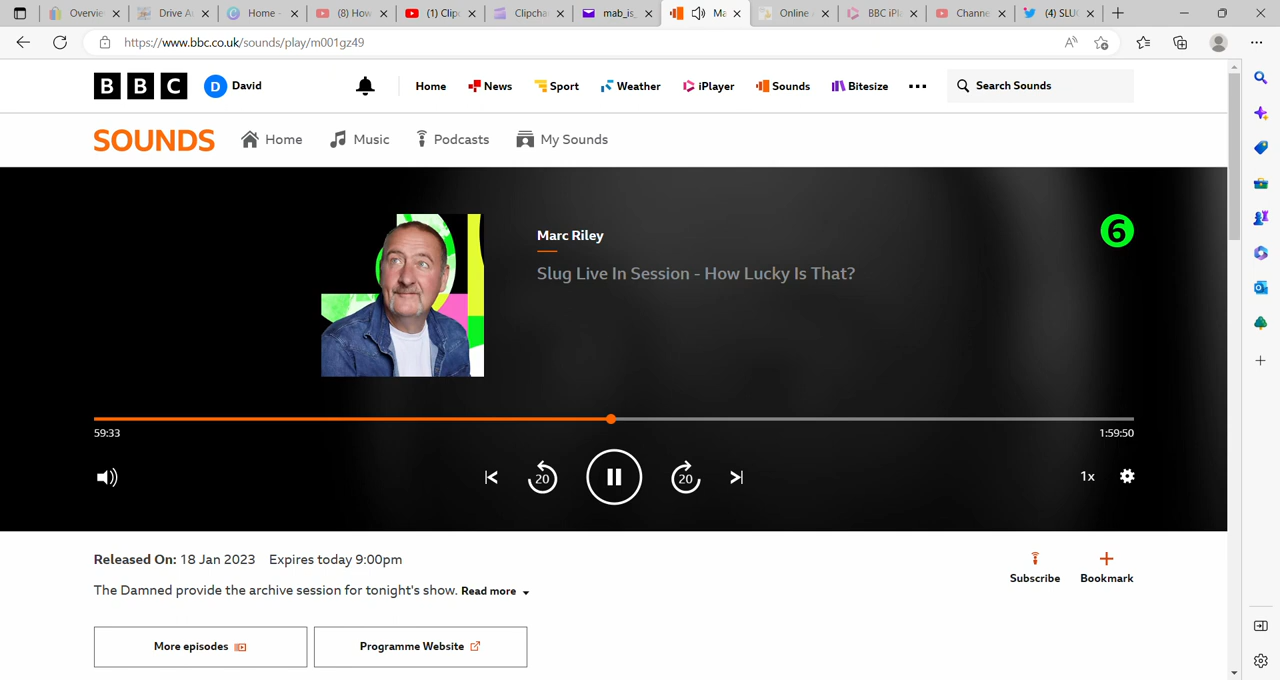 Overvie
Drive A
Home -
(8) How
(1) Clip
Clipcha
mab_is_
Ma
Online
BBC iPl
Channe
(4) SLU
https://www.bbc.co.uk/sounds/play/m001gz49
BBC
D David
Home
News
Sport
Weather
iPlayer
Sounds
Bitesize
Search Sounds
SOUNDS
Home
Music
Podcasts
My Sounds
Marc Riley
6
Slug Live In Session - How Lucky Is That?
59:33
1:59:50
20
20
1x
Released On: 18 Jan 2023 Expires today 9:00pm
Subscribe
Bookmark
The Damned provide the archive session for tonight's show. Read more
More episodes
Programme Website